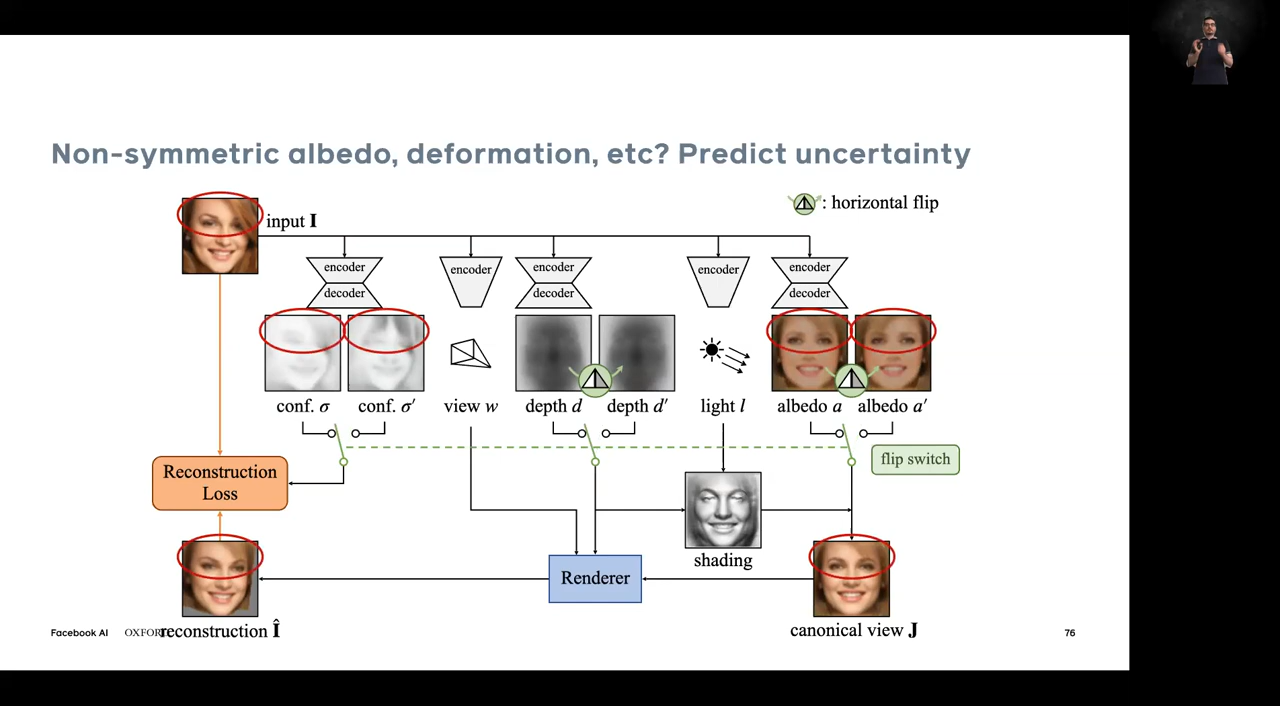 Non-symmetric albedo, deformation, etc? Predict uncertainty
input I
: horizontal flip
encoder
decoder
encoder
encoder
decoder
encoder
encoder
decoder
conf. σ
conf. σ′
view w
depth d
depth d′
light l
albedo a
albedo a′
flip switch
Reconstruction
Loss
shading
Renderer
reconstruction Î
canonical view J
Facebook AI
76